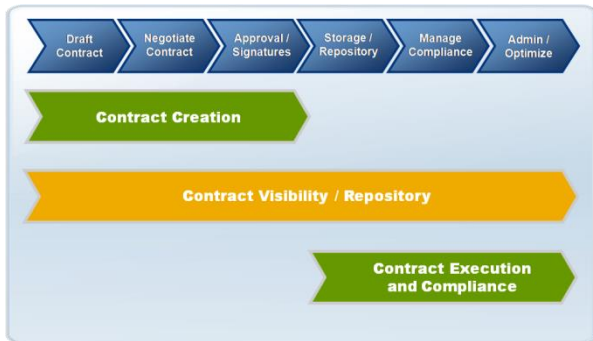 Draft
Contract
Negotiate
Contract
Approval /
Signatures
Storage /
Repository
Manage
Compliance
Admin /
Optimize
Contract Creation
Contract Visibility / Repository
Contract Execution
and Compliance